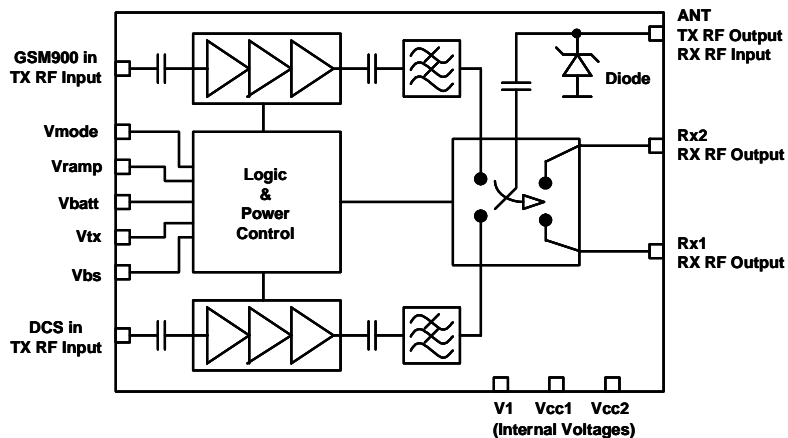 ANT
TX RF Output
RX RF Input
GSM900 in
TX RF Input
Diode
Vmode
Vramp
Vbatt
Vtx
Vbs
Logic
&
Power
Control
Rx2
RX RF Output
Rx1
RX RF Output
DCS in
TX RF Input
V1 Vcc1 Vcc2
(Internal Voltages)